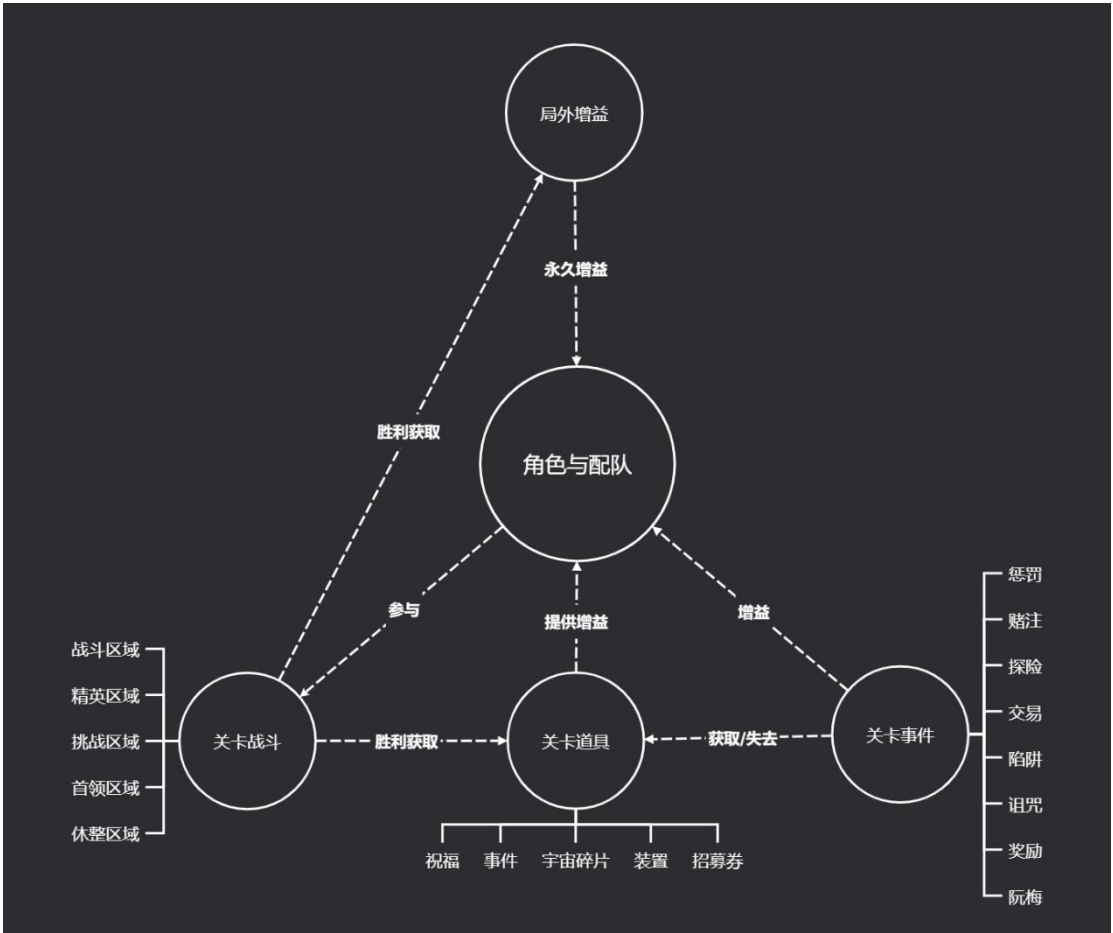 局外增益
永久增益
胜利获取
角色与配队
参与
提供增益
增益
战斗区域
精英区域
挑战区域
首领区域
休整区域
关卡战斗
胜利获取
关卡道具
获取/失去
关卡事件
惩罚
赌注
探险
交易
陷阱
诅咒
奖励
阮梅
祝福
事件
宇宙碎片
装置
招募券